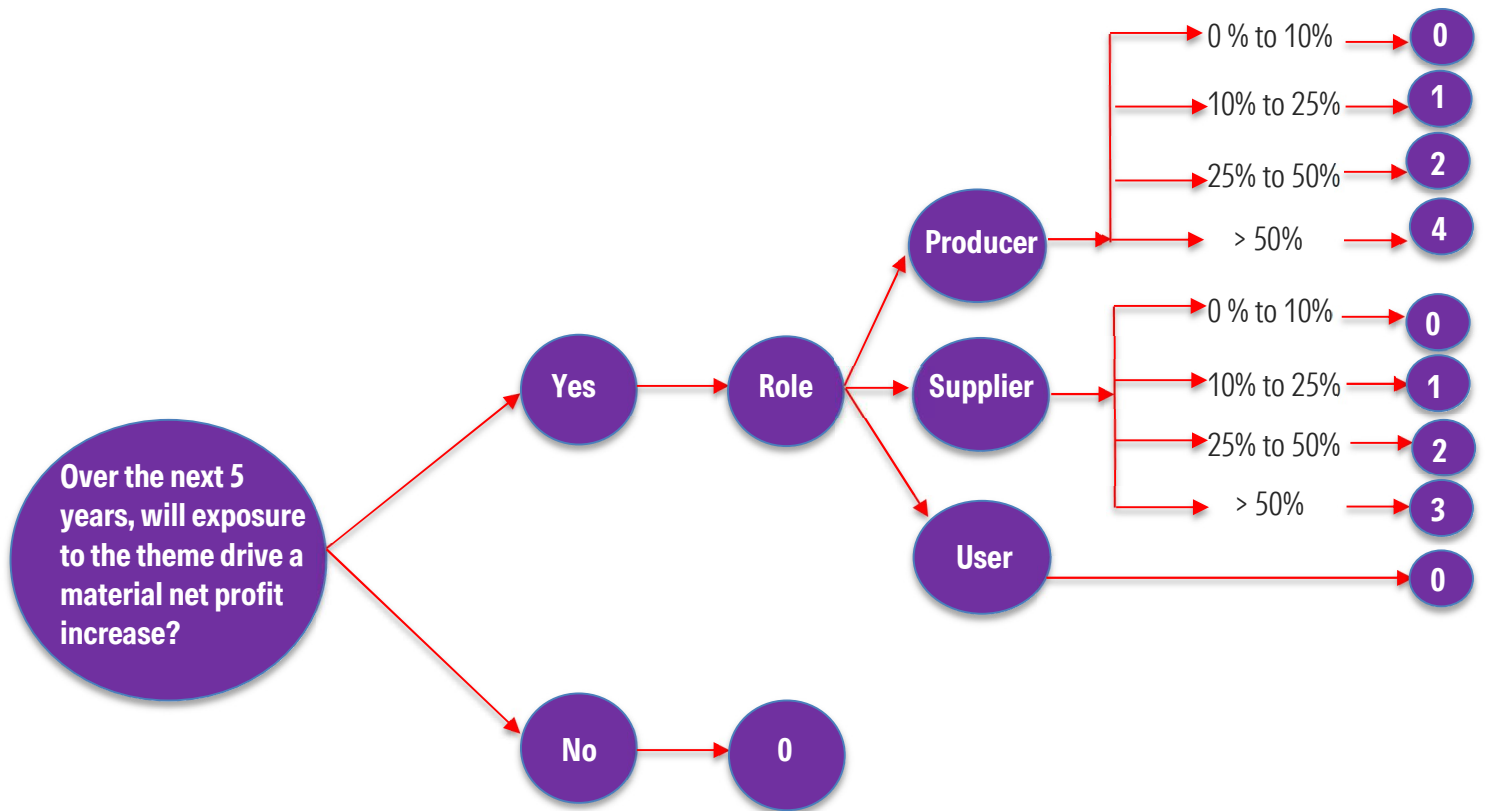 Over the next 5
years, will exposure
to the theme drive a
material net profit
increase?
Yes
No
0
Role
Producer
0 % to 10%
0
10% to 25%
1
25% to 50%
2
> 50%
4
Supplier
0 % to 10%
0
10% to 25%
1
25% to 50%
2
> 50%
3
User
0